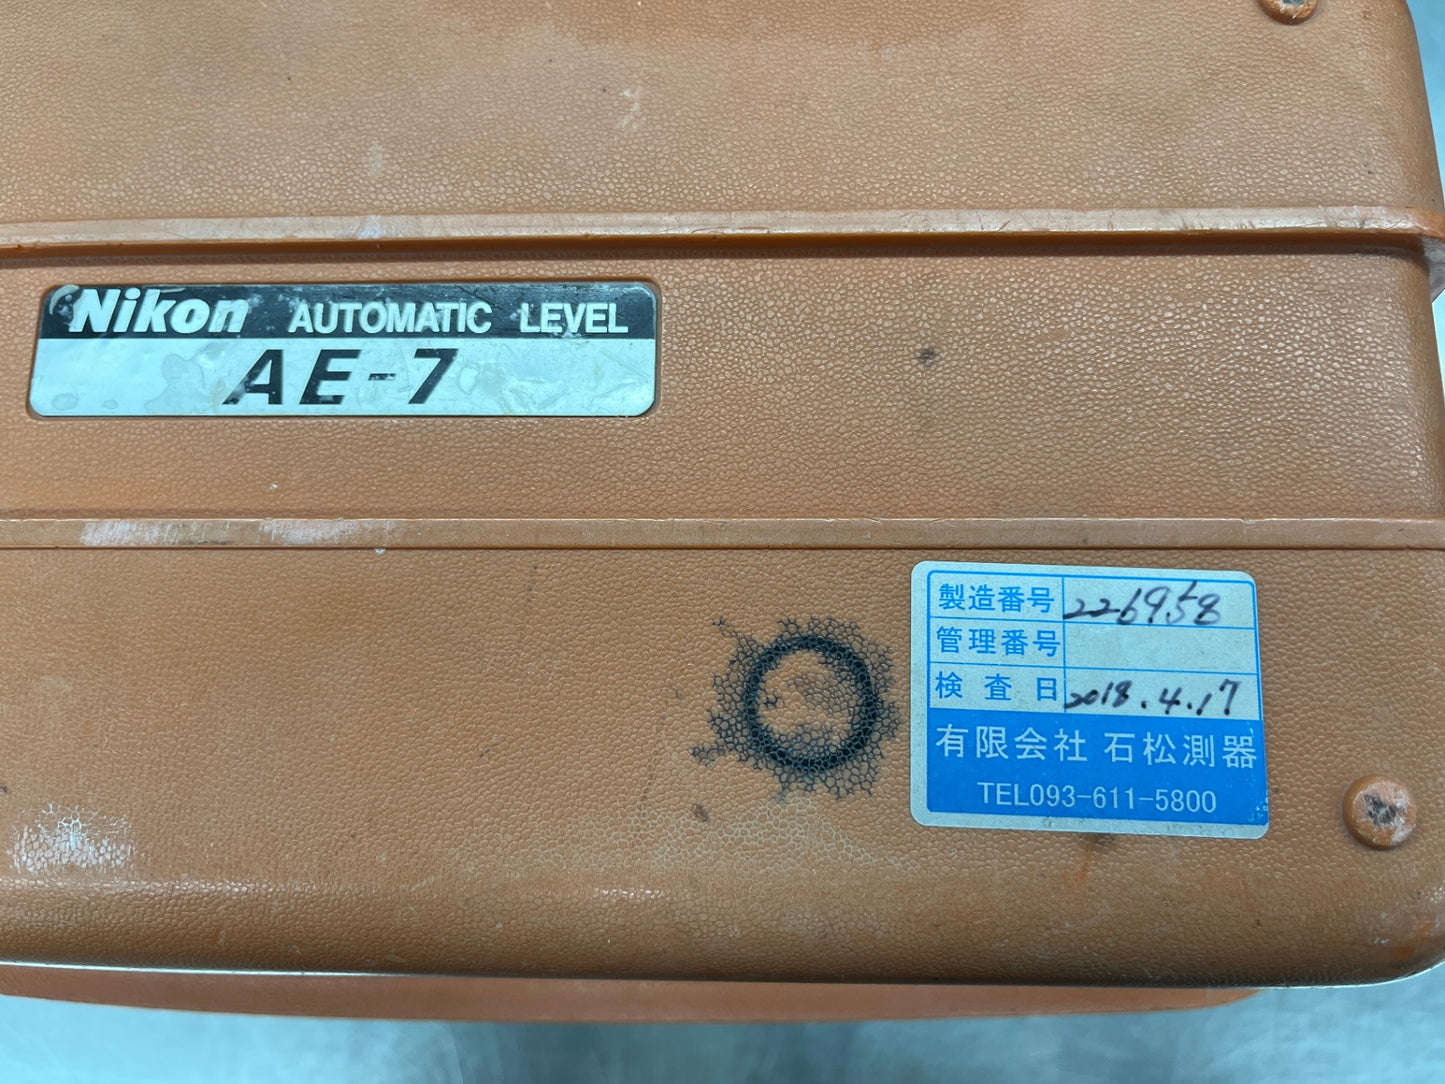 Nikon AUTOMATIC LEVEL
AE-7
製造番号 226958
管理番号
検査日 2018.4.17
有限会社 石松測器
TEL093-611-5800